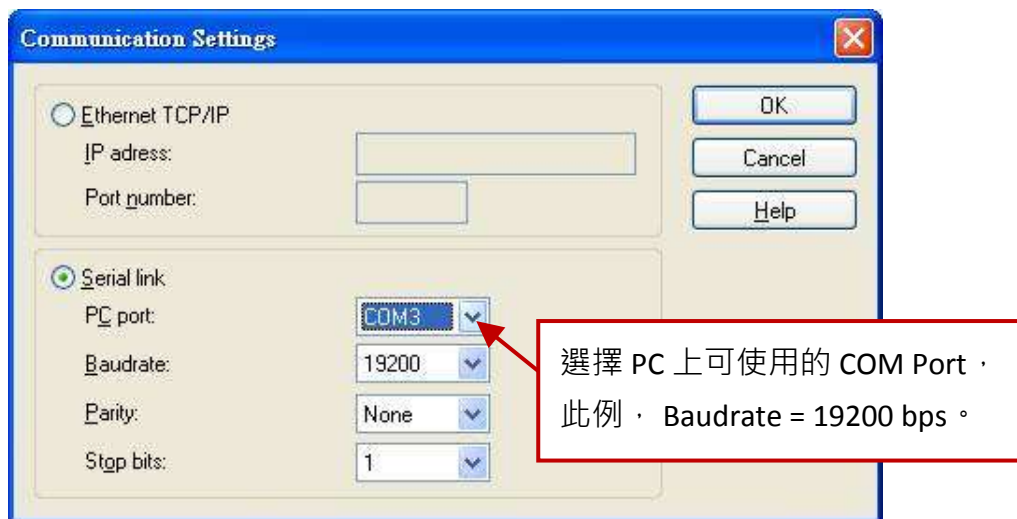 Communication Settings
Ethernet TCP/IP
IP adress:
Port number:
OK
Cancel
Help
Serial link
PC port:
COM3
Baudrate:
19200
Parity:
None
Stop bits:
1
選擇 PC 上可使用的 COM Port，
此例， Baudrate = 19200 bps。